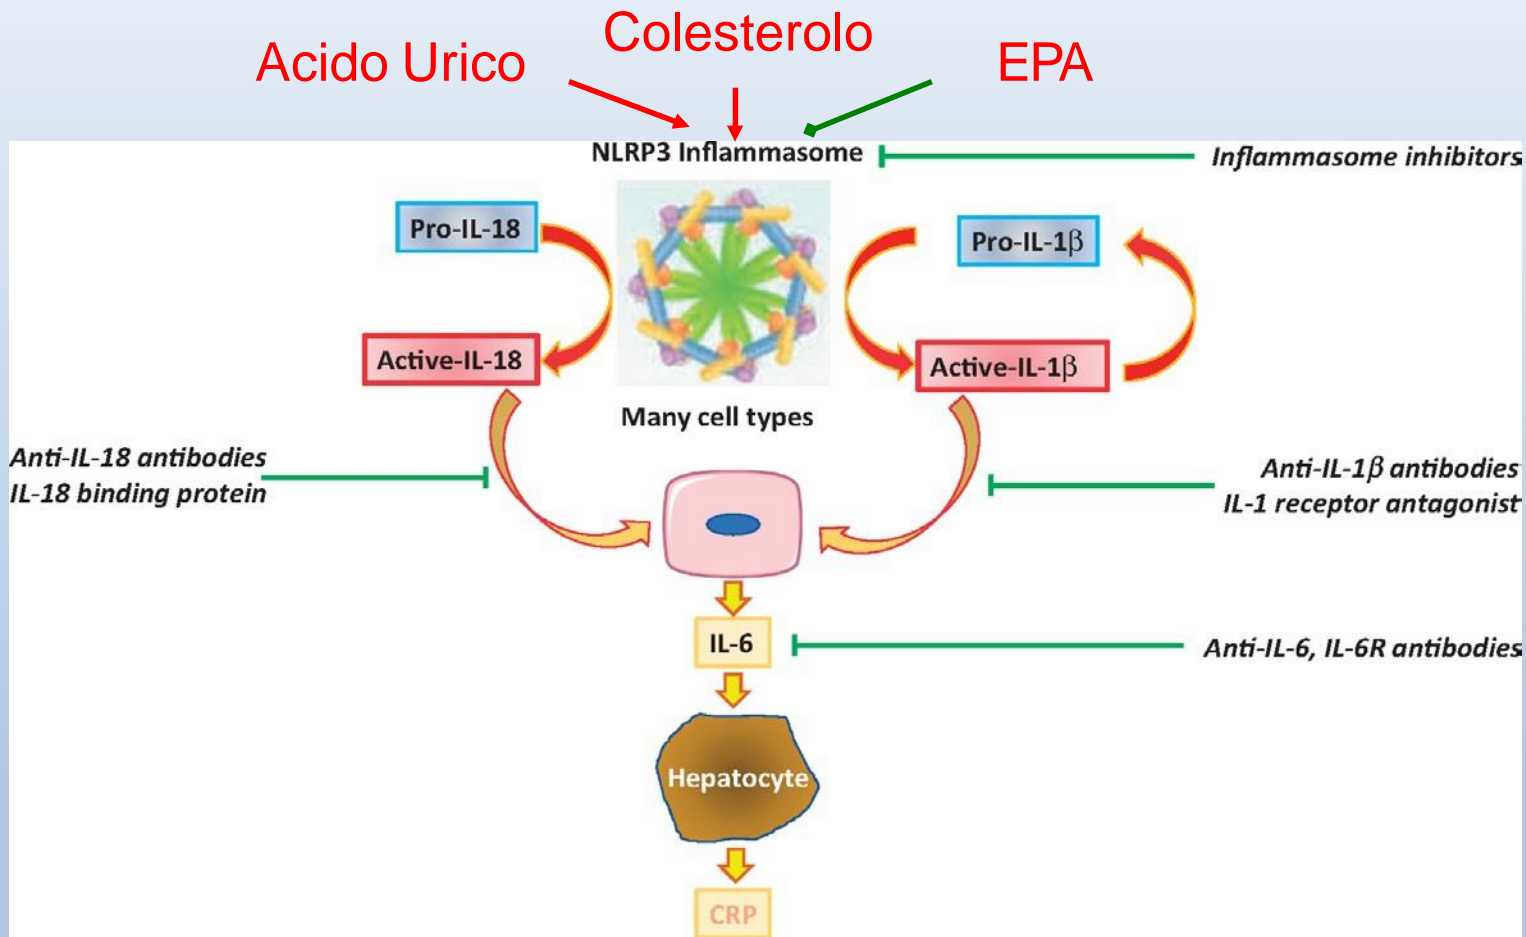 Colesterolo
Acido Urico
EPA
NLRP3 Inflammasome
Inflammasome inhibitors
Pro-IL-18
Pro-IL-1β
Active-IL-18
Active-IL-1β
Many cell types
Anti-IL-18 antibodies
IL-18 binding protein
Anti-IL-1β antibodies
IL-1 receptor antagonist
IL-6
Anti-IL-6, IL-6R antibodies
Hepatocyte
CRP